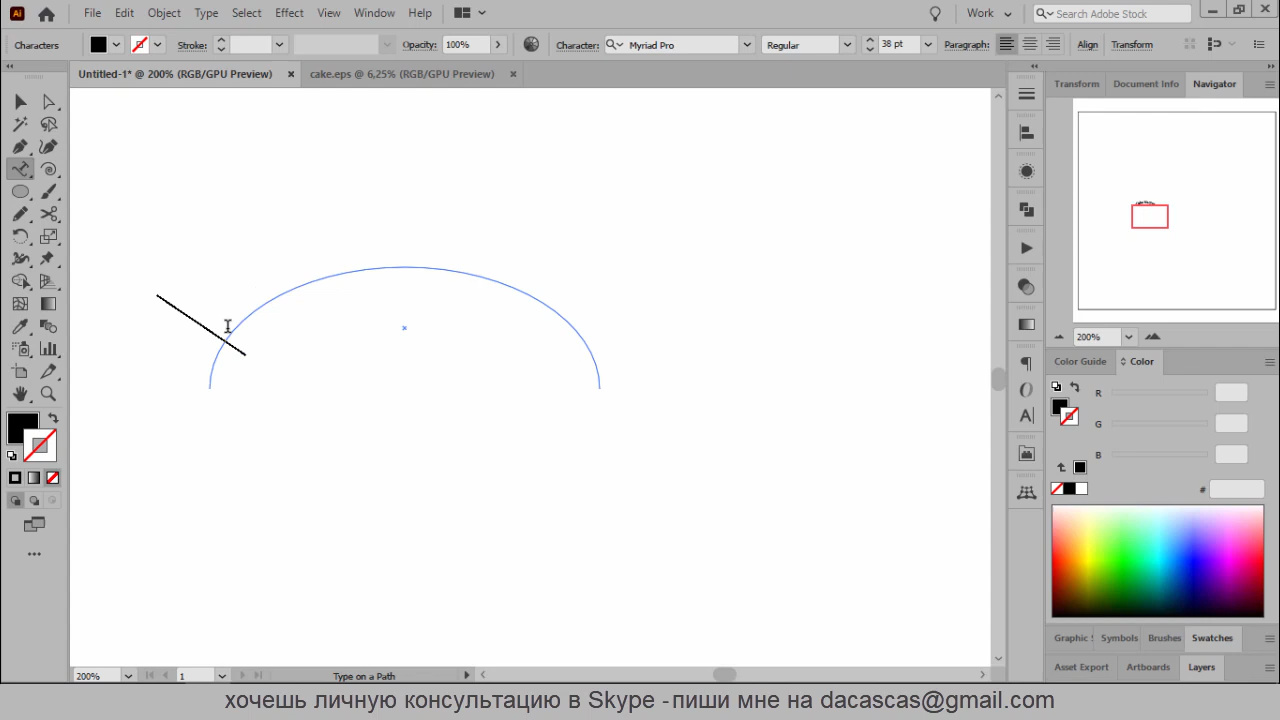 Ai File Edit Object Type Select Effect View Window Help Work Search Adobe Stock
Characters Stroke: Opacity: 100% Character: Myriad Pro Regular 38 pt Paragraph: Align Transform
Untitled-1* @ 200% (RGB/GPU Preview) × cake.eps @ 6,25% (RGB/GPU Preview) ×
Transform Document Info Navigator
200%
Color Guide Color
R
G
B
#
Graphic S Symbols Brushes Swatches
Asset Export Artboards Layers
200% 1 Type on a Path
хочешь личную консультацию в Skype -пиши мне на dacascas@gmail.com